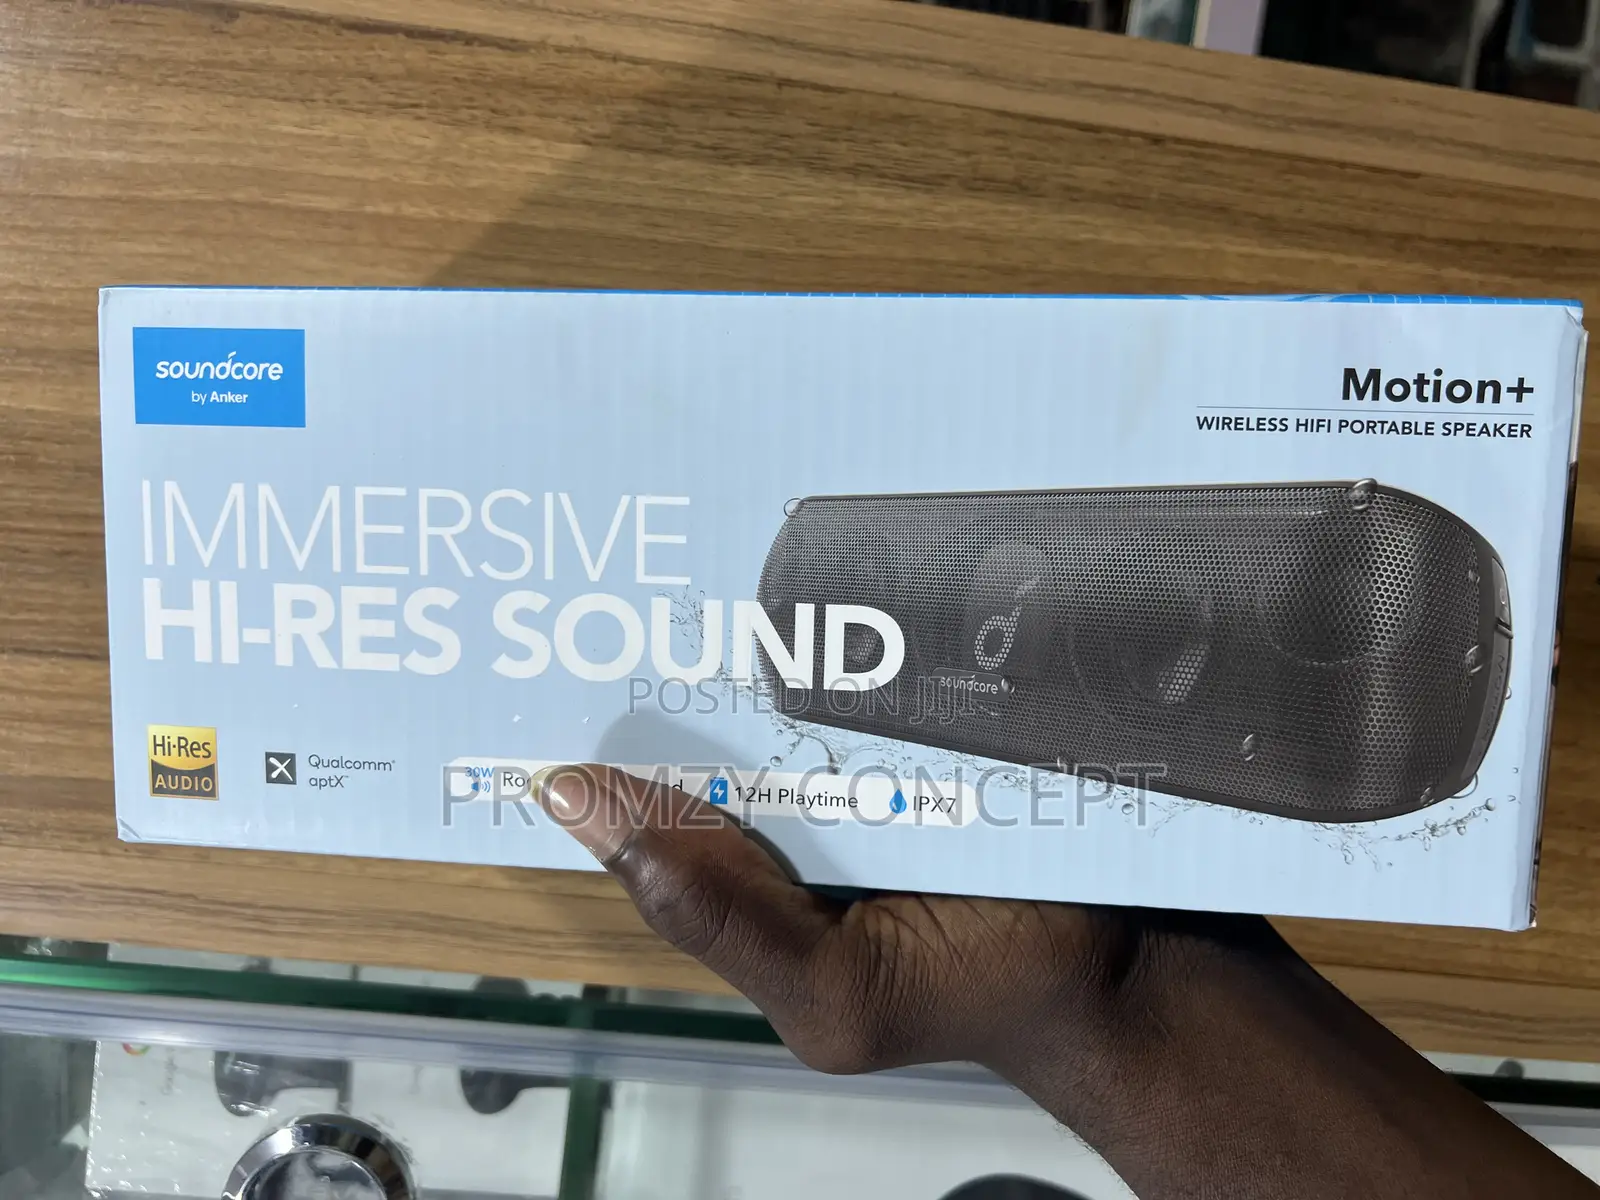 soundcore
by Anker
Motion+
WIRELESS HIFI PORTABLE SPEAKER
IMMERSIVE
HI-RES SOUND
soundcore
POSTED ON JIJI
Hi-Res
AUDIO
Qualcomm
aptX™
30W
12H Playtime
IPX7
PROMZY CONCEPT